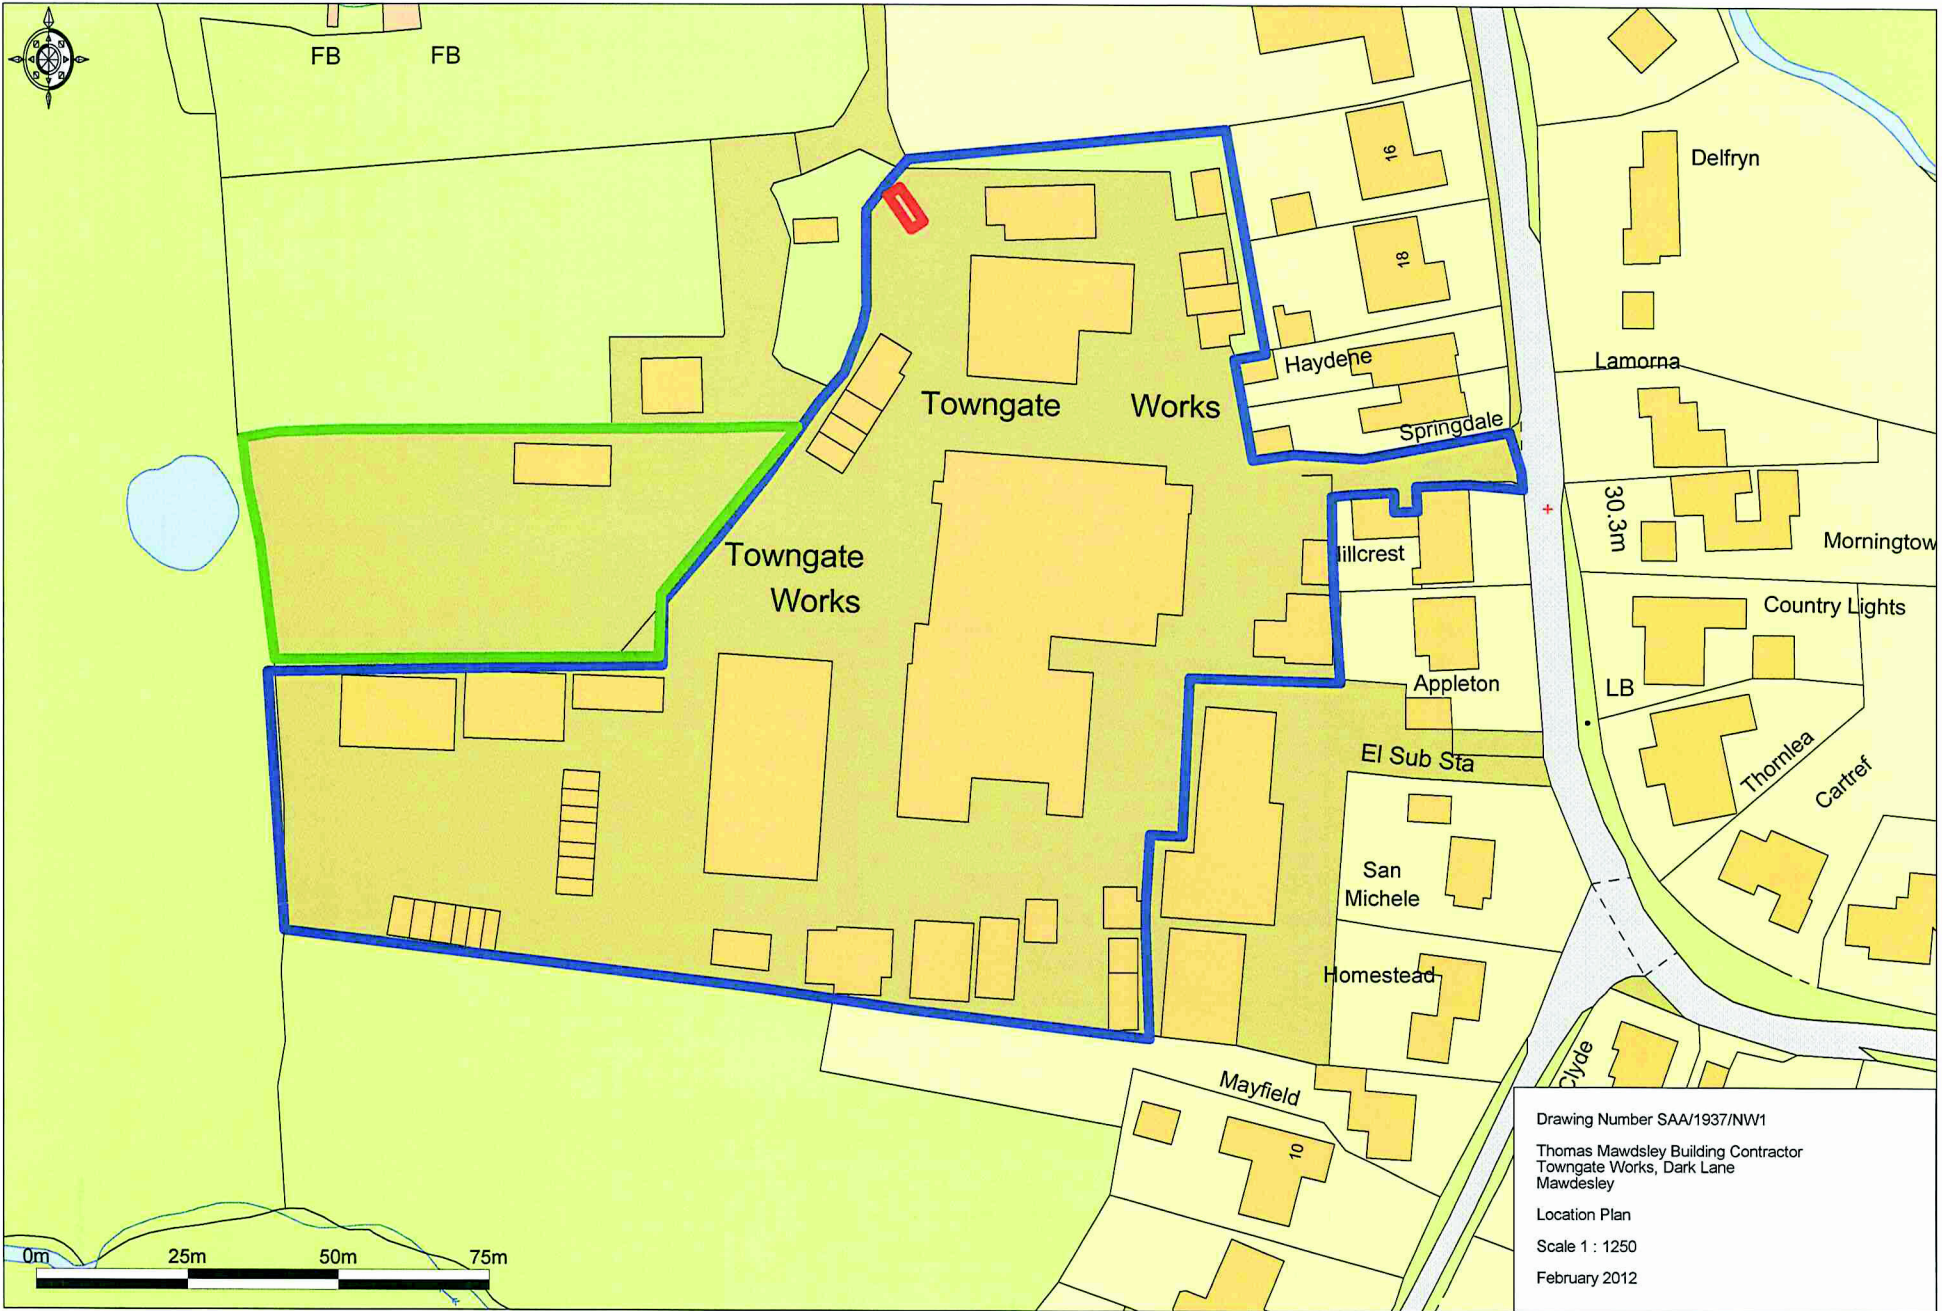 FB
FB
16
Delfryn
18
Haydene
Lamorna
Towngate Works
Springdale
30.3m
Morningtow
Towngate
Works
illcrest
Country Lights
Appleton
LB
El Sub Sta
Thornlea
Cartref
San
Michele
Homestead
Clyde
Mayfield
10
Drawing Number SAA/1937/NW1
Thomas Mawdsley Building Contractor
Towngate Works, Dark Lane
Mawdesley
Location Plan
Scale 1 : 1250
February 2012
0m 25m 50m 75m